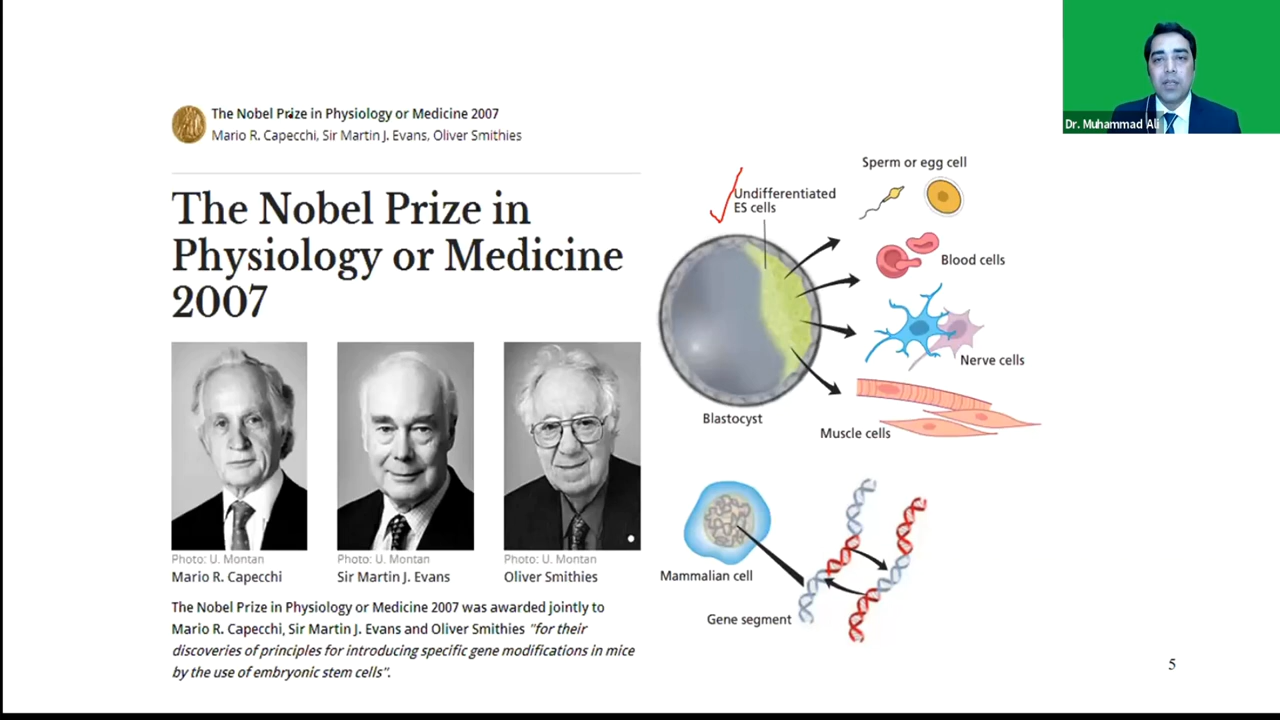 The Nobel Prize in Physiology or Medicine 2007
Mario R. Capecchi, Sir Martin J. Evans, Oliver Smithies
The Nobel Prize in
Physiology or Medicine
2007
Photo: U. Montan
Mario R. Capecchi
Photo: U. Montan
Sir Martin J. Evans
Photo: U. Montan
Oliver Smithies
The Nobel Prize in Physiology or Medicine 2007 was awarded jointly to
Mario R. Capecchi, Sir Martin J. Evans and Oliver Smithies "for their
discoveries of principles for introducing specific gene modifications in mice
by the use of embryonic stem cells".
Undifferentiated
ES cells
Sperm or egg cell
Blood cells
Nerve cells
Muscle cells
Blastocyst
Mammalian cell
Gene segment
Dr. Muhammad Ali
5